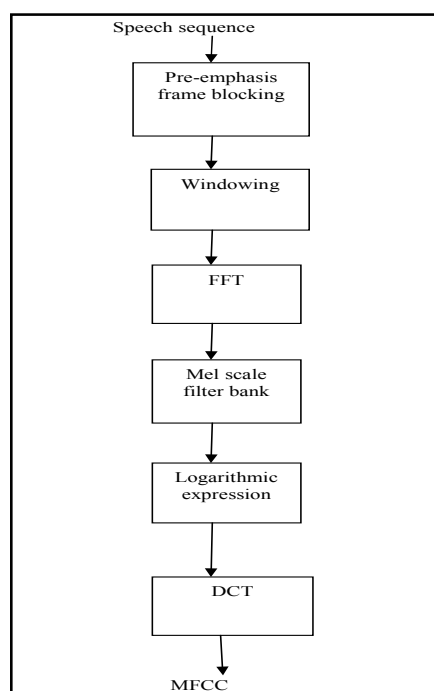 Speech sequence
Pre-emphasis
frame blocking
Windowing
FFT
Mel scale
filter bank
Logarithmic
expression
DCT
MFCC